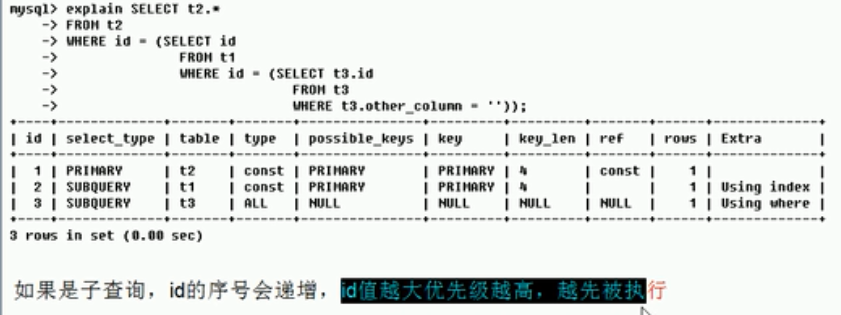 mysql> explain SELECT t2.*
-> FROM t2
-> WHERE id = (SELECT id
-> FROM t1
-> WHERE id = (SELECT t3.id
-> FROM t3
-> WHERE t3.other_column = ''));
+----+-------------+-------+-------+---------------+---------+---------+-------+------+-------------+
| id | select_type | table | type | possible_keys | key | key_len | ref | rows | Extra |
+----+-------------+-------+-------+---------------+---------+---------+-------+------+-------------+
| 1 | PRIMARY | t2 | const | PRIMARY | PRIMARY | 4 | const | 1 | |
| 2 | SUBQUERY | t1 | const | PRIMARY | PRIMARY | 4 | | 1 | Using index |
| 3 | SUBQUERY | t3 | ALL | NULL | NULL | NULL | NULL | 1 | Using where |
+----+-------------+-------+-------+---------------+---------+---------+-------+------+-------------+
3 rows in set (0.00 sec)
如果是子查询，id的序号会递增，id值越大优先级越高，越先被执行